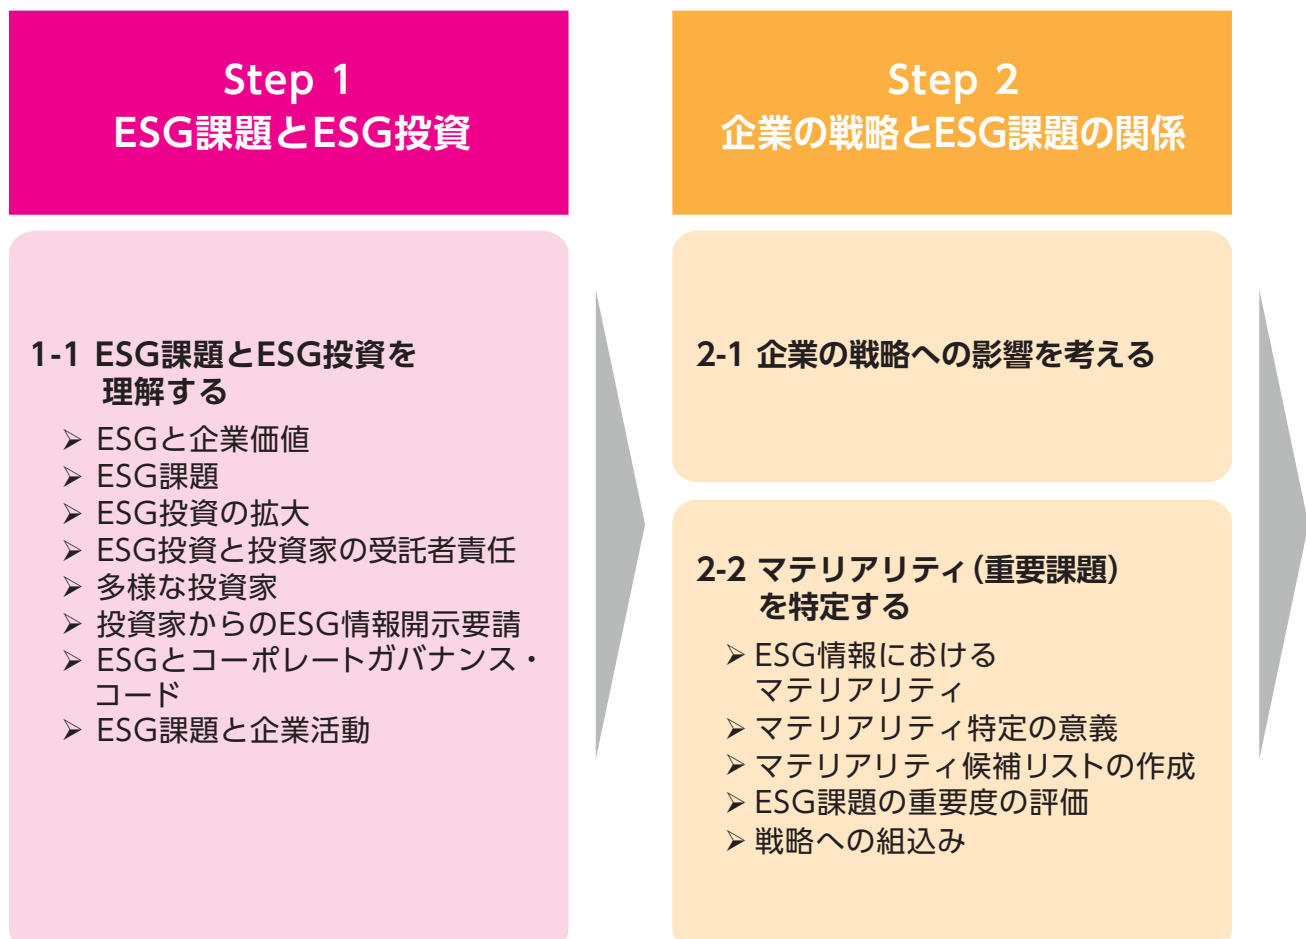 Step 1
ESG課題とESG投資
1-1 ESG課題とESG投資を
理解する
➢ ESGと企業価値
➢ ESG課題
➢ ESG投資の拡大
➢ ESG投資と投資家の受託者責任
➢ 多様な投資家
➢ 投資家からのESG情報開示要請
➢ ESGとコーポレートガバナンス・
コード
➢ ESG課題と企業活動
Step 2
企業の戦略とESG課題の関係
2-1 企業の戦略への影響を考える
2-2 マテリアリティ（重要課題）
を特定する
➢ ESG情報における
マテリアリティ
➢ マテリアリティ特定の意義
➢ マテリアリティ候補リストの作成
➢ ESG課題の重要度の評価
➢ 戦略への組込み